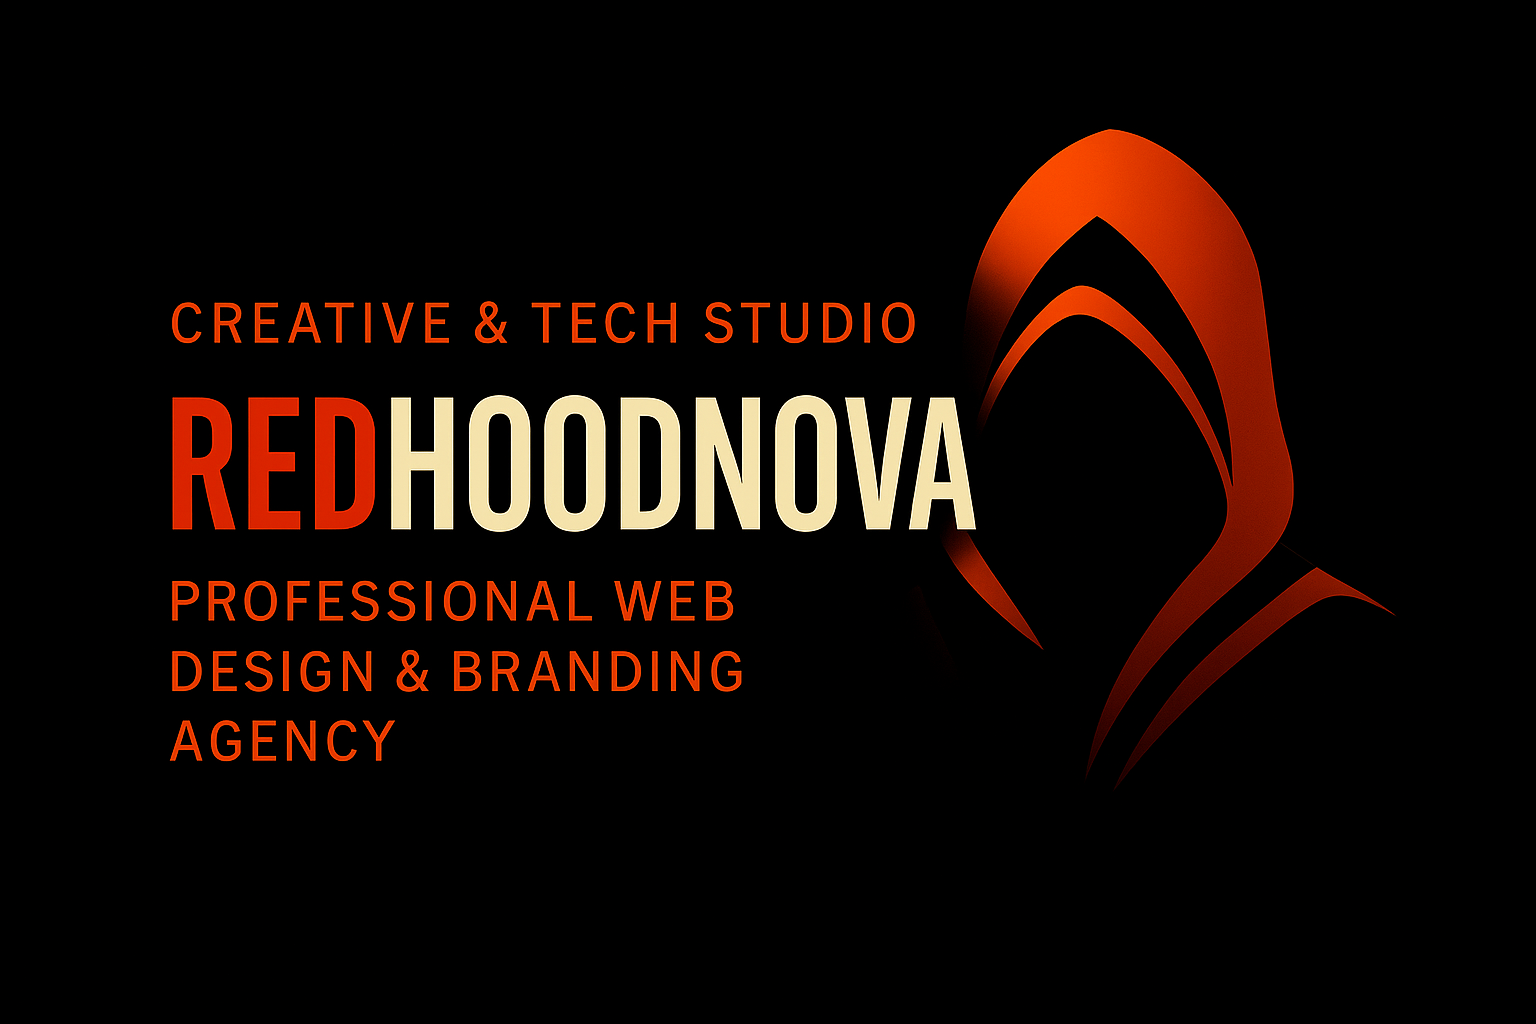 CREATIVE & TECH STUDIO
REDHOODNOVA
PROFESSIONAL WEB
DESIGN & BRANDING
AGENCY